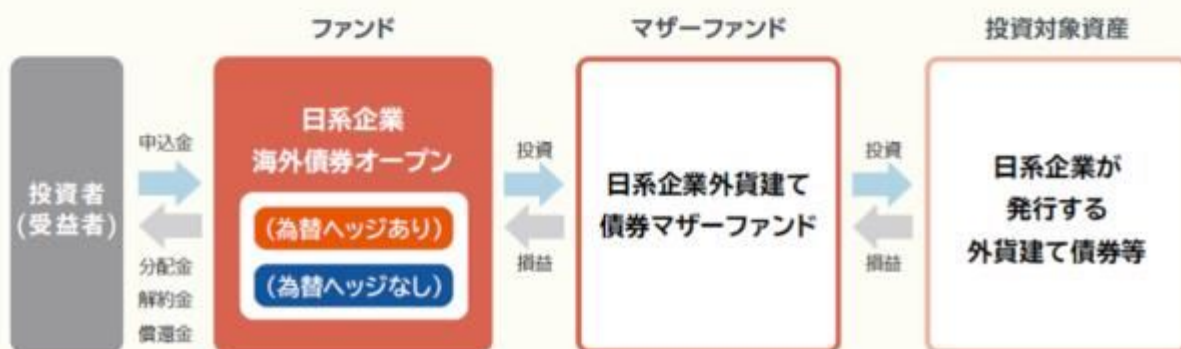 ファンド
マザーファンド
投資対象資産
投資者
(受益者)
申込金
分配金
解約金
償還金
日系企業
海外債券オープン
(為替ヘッジあり)
(為替ヘッジなし)
投資
損益
日系企業外貨建て
債券マザーファンド
投資
損益
日系企業が
発行する
外貨建て債券等